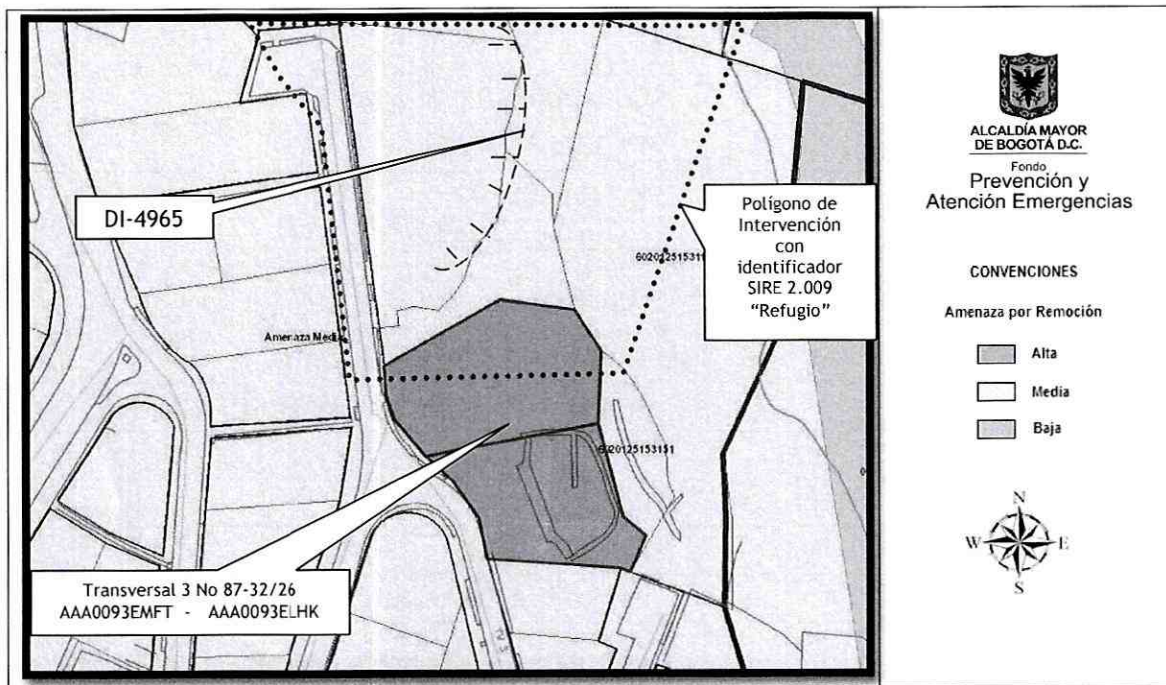 DI-4965
Polígono de
Intervención
con
identificador
SIRE 2.009
“Refugio”
Amenaza Media
6020125153151
Transversal 3 No 87-32/26
AAA0093EMFT - AAA0093ELHK
ALCALDÍA MAYOR
DE BOGOTÁ D.C.
Fondo
Prevención y
Atención Emergencias
CONVENCIONES
Amenaza por Remoción
Alta
Media
Baja
N
W E
S